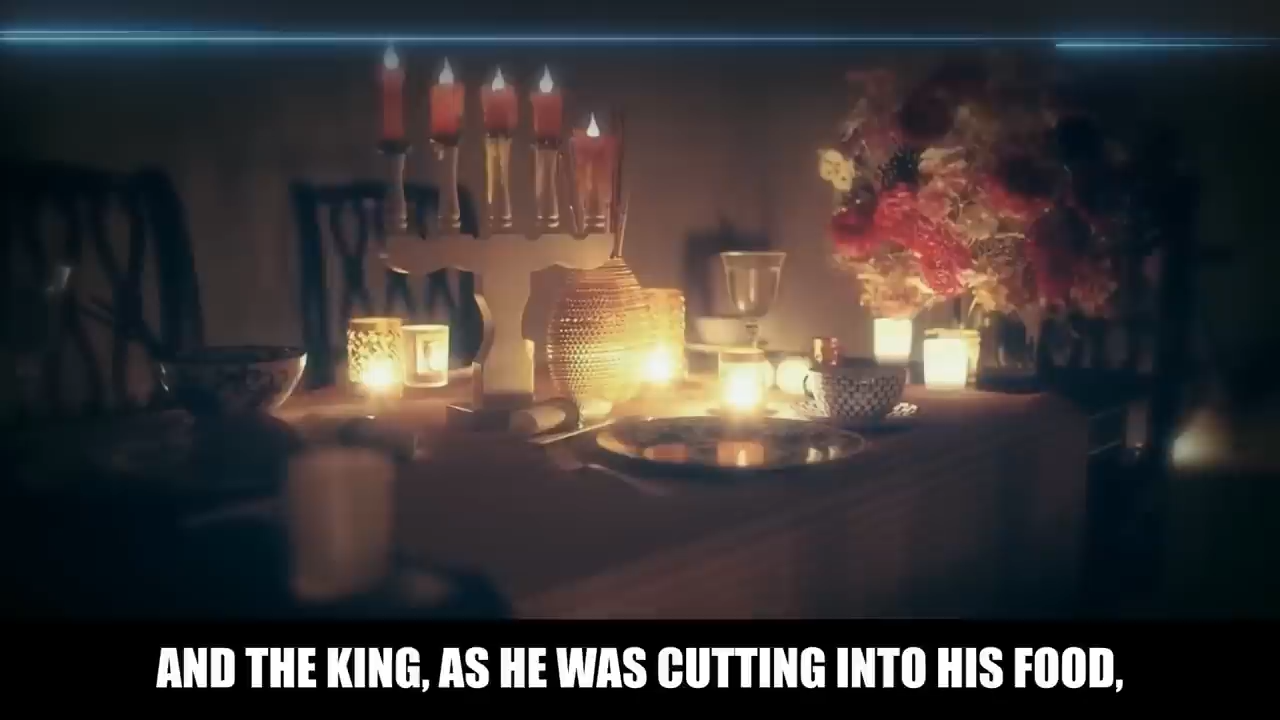 AND THE KING, AS HE WAS CUTTING INTO HIS FOOD,